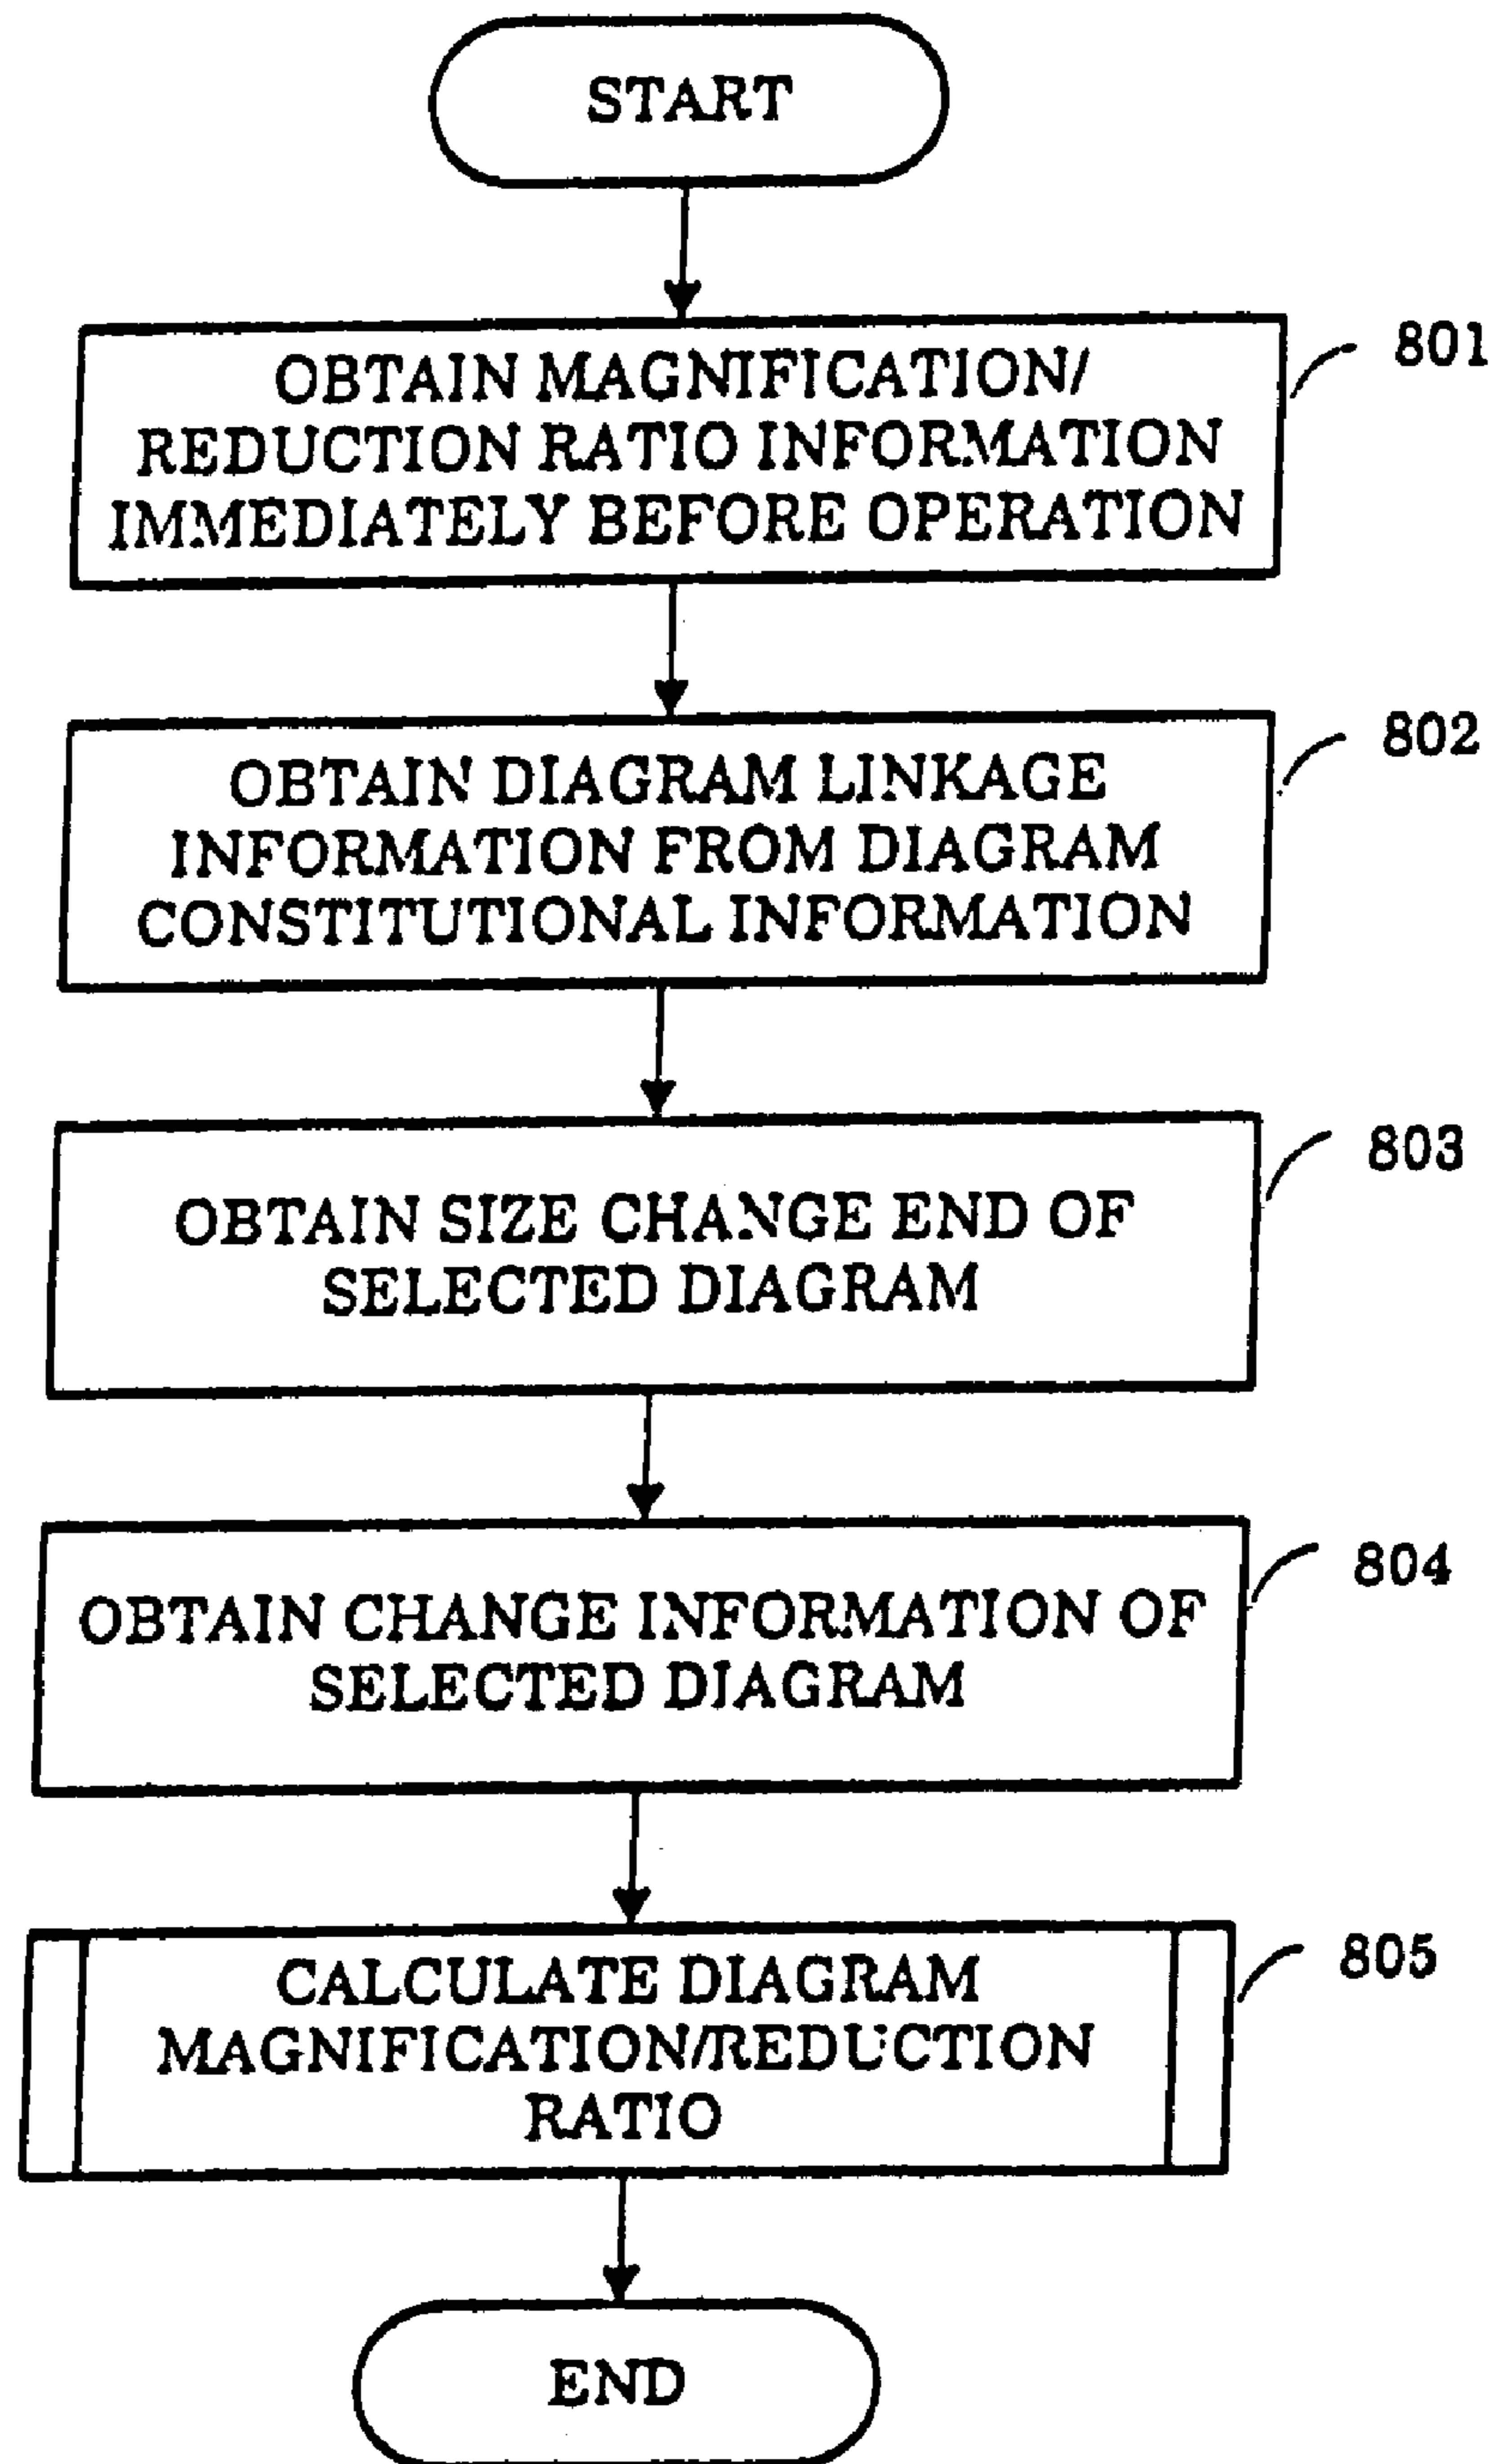 START
OBTAIN MAGNIFICATION/
REDUCTION RATIO INFORMATION
IMMEDIATELY BEFORE OPERATION
801
OBTAIN DIAGRAM LINKAGE
INFORMATION FROM DIAGRAM
CONSTITUTIONAL INFORMATION
802
OBTAIN SIZE CHANGE END OF
SELECTED DIAGRAM
803
OBTAIN CHANGE INFORMATION OF
SELECTED DIAGRAM
804
CALCULATE DIAGRAM
MAGNIFICATION/REDUCTION
RATIO
805
END